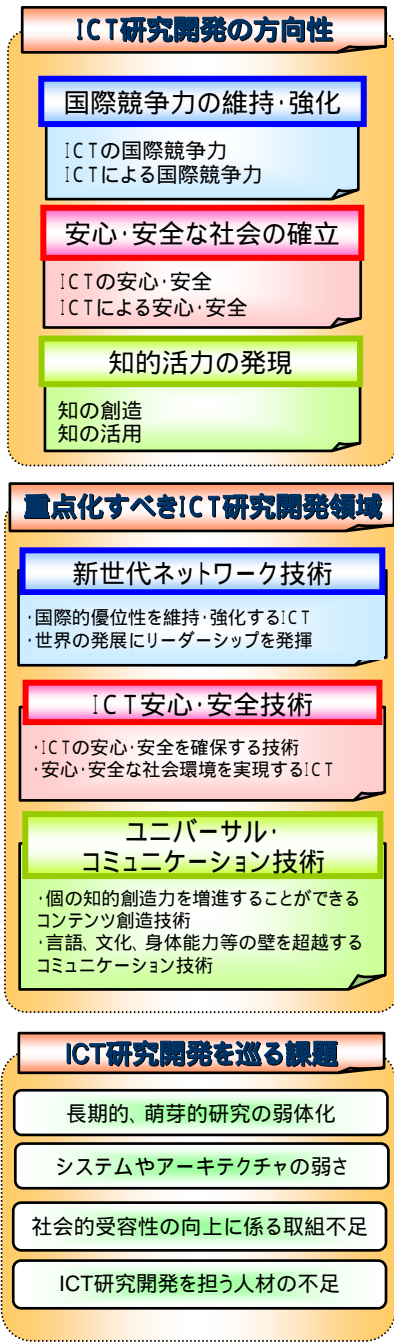 ICT研究開発の方向性
国際競争力の維持・強化
ICTの国際競争力
ICTによる国際競争力
安心・安全な社会の確立
ICTの安心・安全
ICTによる安心・安全
知的活力の発現
知の創造
知の活用
重点化すべきICT研究開発領域
新世代ネットワーク技術
・国際的優位性を維持・強化するICT
・世界の発展にリーダーシップを発揮
ICT安心・安全技術
・ICTの安心・安全を確保する技術
・安心・安全な社会環境を実現するICT
ユニバーサル・
コミュニケーション技術
・個の知的創造力を増進することができる
コンテンツ創造技術
・言語、文化、身体能力等の壁を超越する
コミュニケーション技術
ICT研究開発を巡る課題
長期的、萌芽的研究の弱体化
システムやアーキテクチャの弱さ
社会的受容性の向上に係る取組不足
ICT研究開発を担う人材の不足